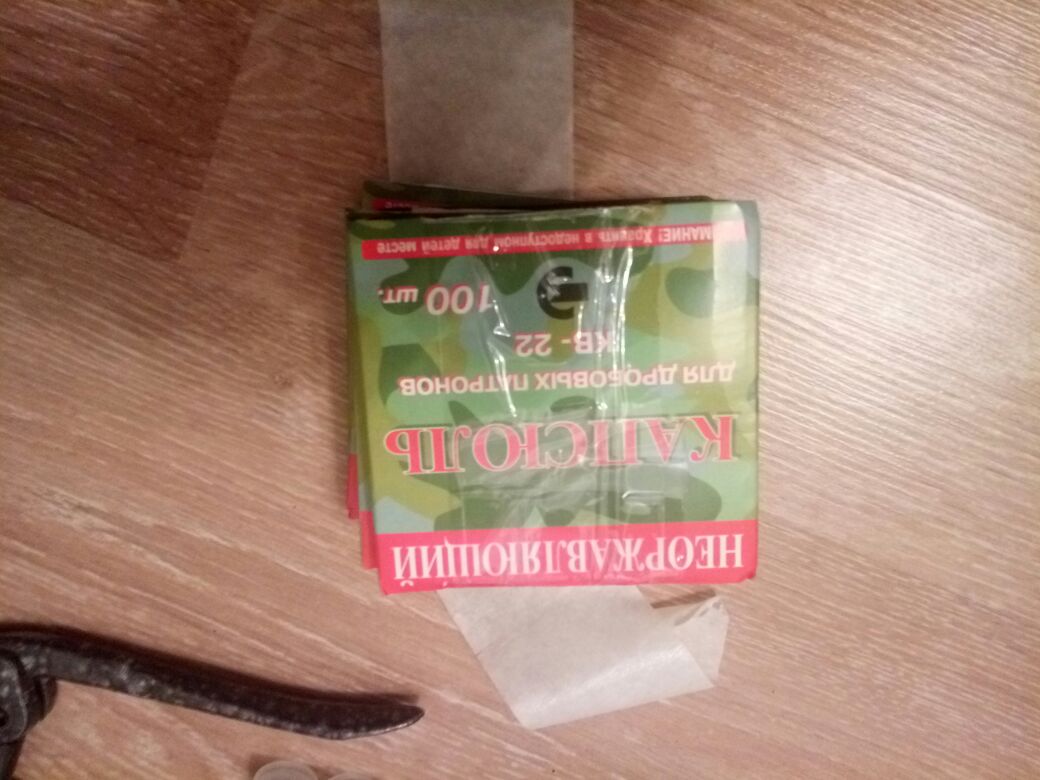 НЕОРЖАВЛЯЮЩИЙ
КАПСЮЛЬ
ДЛЯ ДРОБОВЫХ ПАТРОНОВ
КВ-22
100 шт.
ВНИМАНИЕ! Хранить в недоступном для детей месте